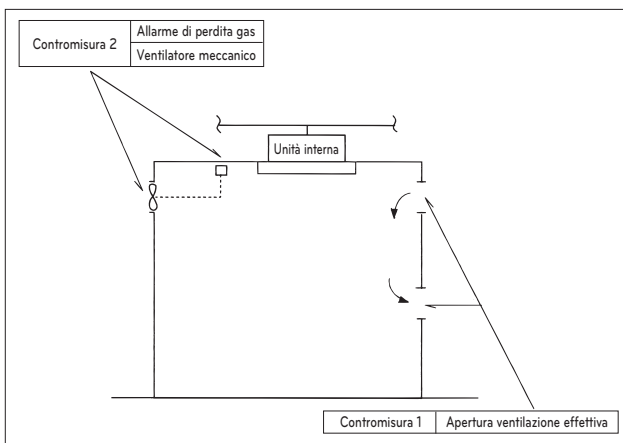 Contromisura 2
Allarme di perdita gas
Ventilatore meccanico
Unità interna
Contromisura 1
Apertura ventilazione effettiva